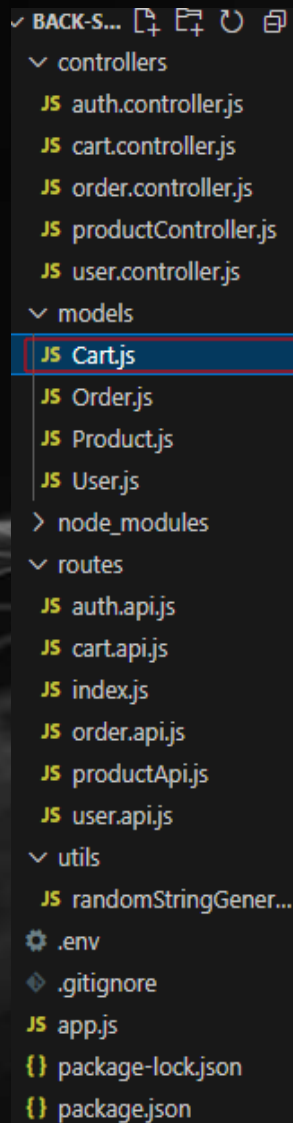 BACK-S...
controllers
JS auth.controller.js
JS cart.controller.js
JS order.controller.js
JS productController.js
JS user.controller.js
models
JS Cart.js
JS Order.js
JS Product.js
JS User.js
node_modules
routes
JS auth.api.js
JS cart.api.js
JS index.js
JS order.api.js
JS productApi.js
JS user.api.js
utils
JS randomStringGener...
.env
.gitignore
JS app.js
{} package-lock.json
{} package.json